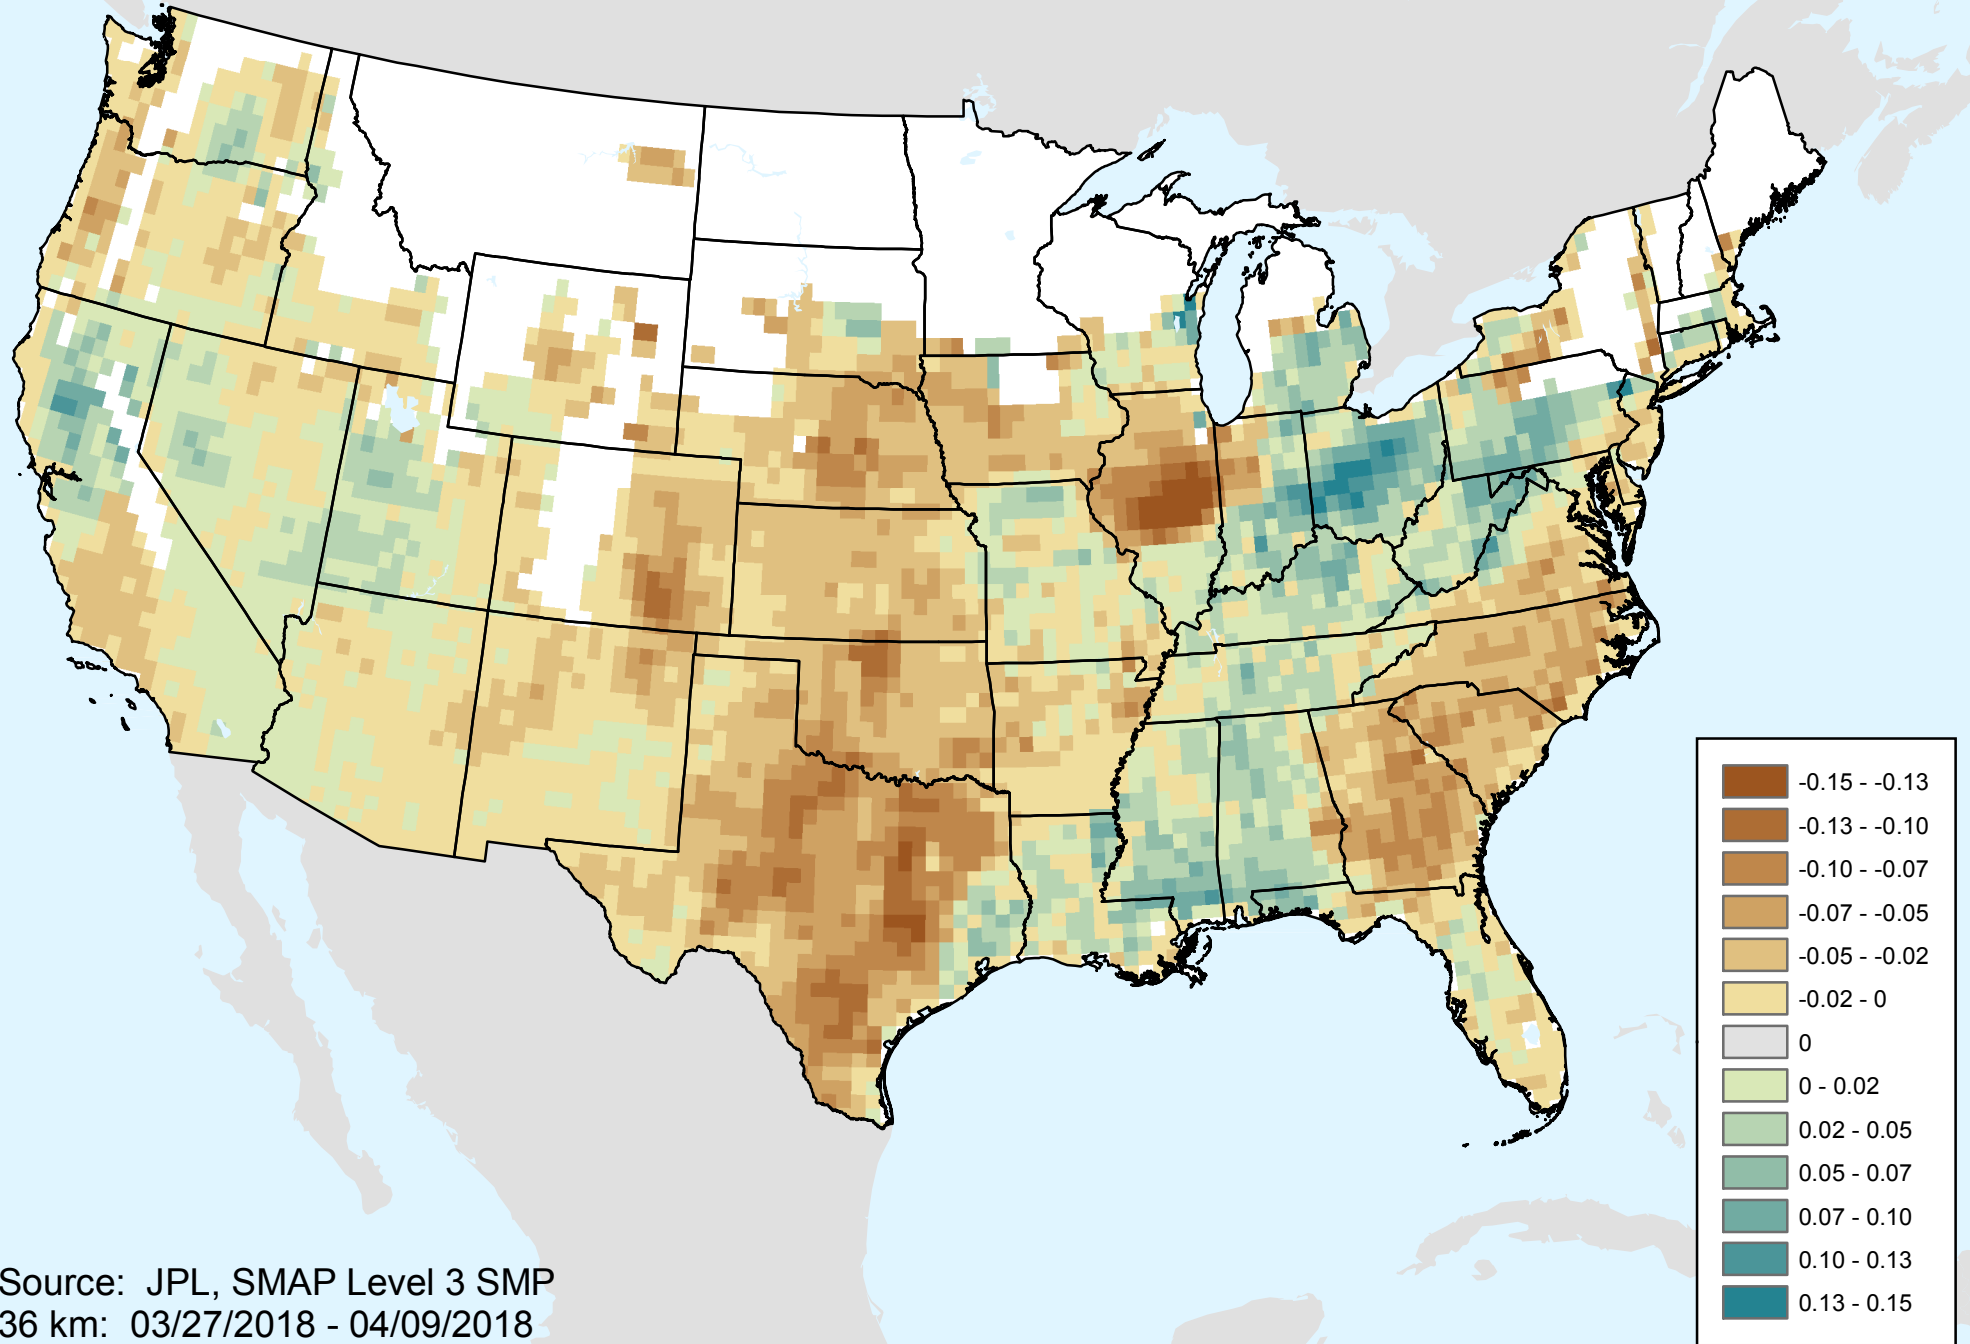 -0.15 - -0.13
-0.13 - -0.10
-0.10 - -0.07
-0.07 - -0.05
-0.05 - -0.02
-0.02 - 0
0
0 - 0.02
0.02 - 0.05
0.05 - 0.07
0.07 - 0.10
0.10 - 0.13
0.13 - 0.15
Source: JPL, SMAP Level 3 SMP
36 km: 03/27/2018 - 04/09/2018